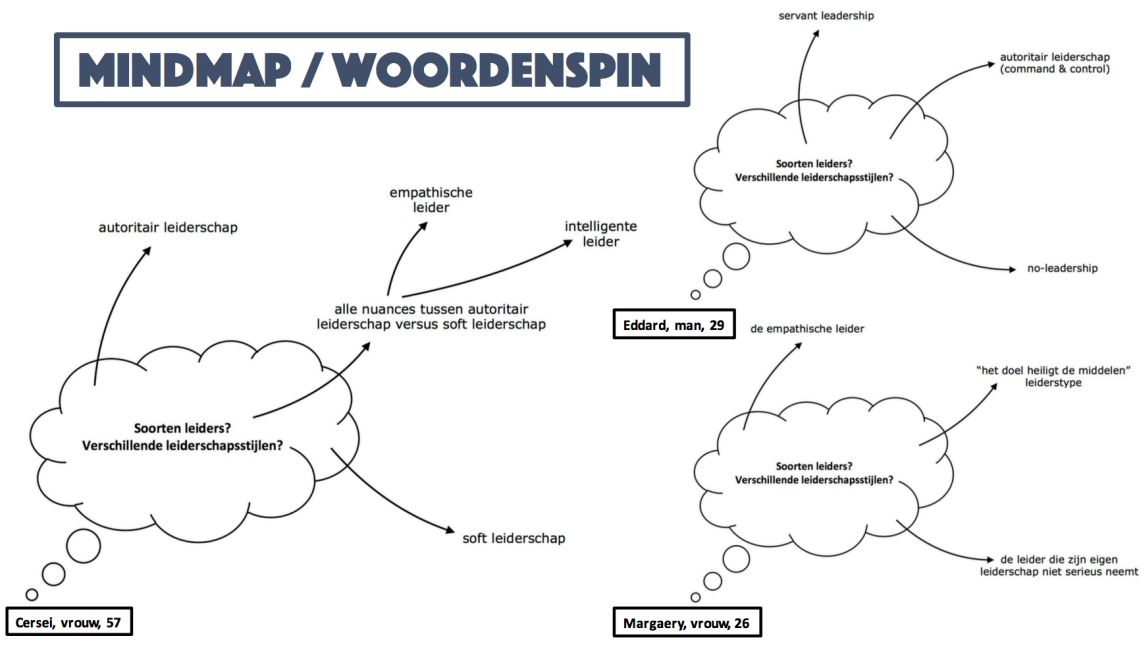 MINDMAP / WOORDENSPIN
autoritair leiderschap
empathische
leider
intelligente
leider
alle nuances tussen autoritair
leiderschap versus soft leiderschap
Soorten leiders?
Verschillende leiderschapsstijlen?
soft leiderschap
Cersei, vrouw, 57
servant leadership
autoritair leiderschap
(command & control)
Soorten leiders?
Verschillende leiderschapsstijlen?
no-leadership
Eddard, man, 29
de empathische leider
“het doel heiligt de middelen”
leiderstype
Soorten leiders?
Verschillende leiderschapsstijlen?
de leider die zijn eigen
leiderschap niet serieus neemt
Margaery, vrouw, 26